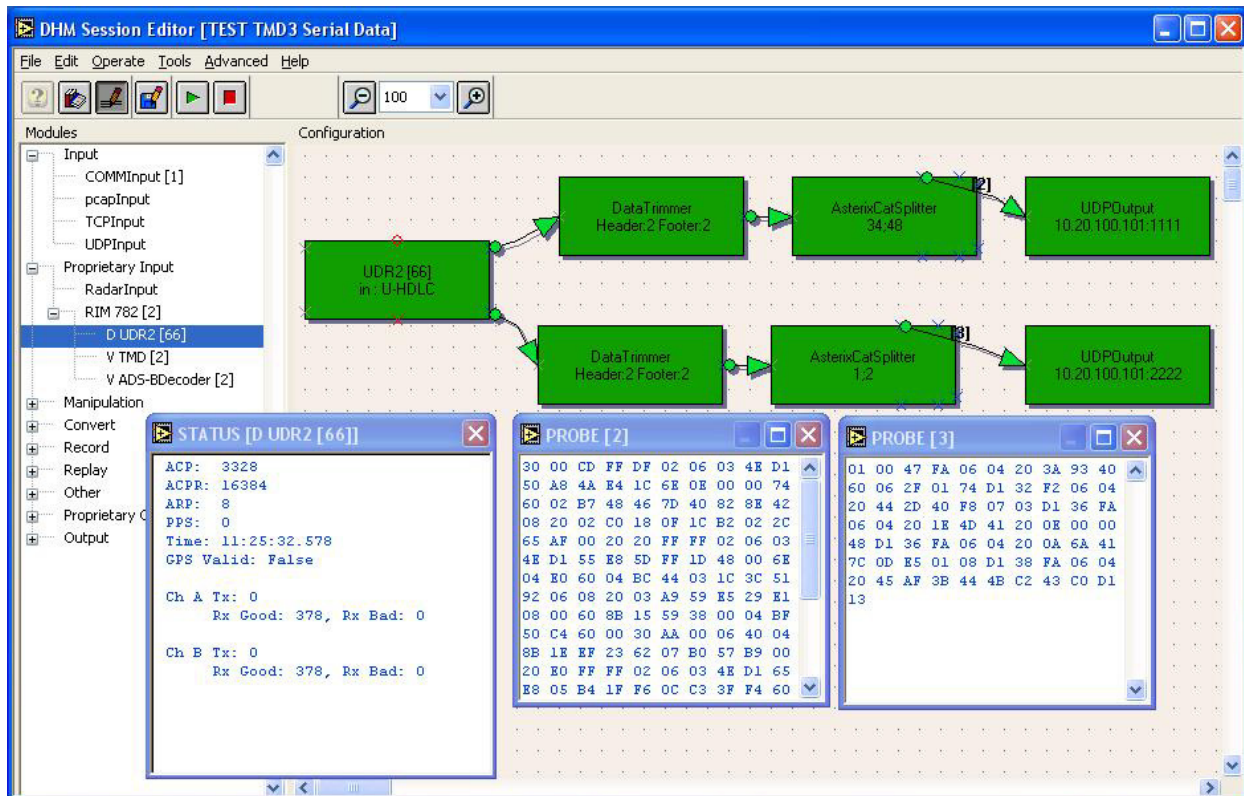 DHM Session Editor [TEST TMD3 Serial Data]
File Edit Operate Tools Advanced Help
100
Modules
Configuration
Input
COMMInput [1]
pcapInput
TCPInput
UDPInput
Proprietary Input
RadarInput
RIM 782 [2]
D UDR2 [66]
V TMD [2]
V ADS-BDecoder [2]
Manipulation
Convert
Record
Replay
Other
Proprietary
Output
UDR2 [66]
in : U-HDLC
DataTrimmer
Header:2 Footer:2
AsterixCatSplitter
34;48
[2]
UDPOutput
10.20.100.101:1111
DataTrimmer
Header:2 Footer:2
AsterixCatSplitter
1;2
[3]
UDPOutput
10.20.100.101:2222
STATUS [D UDR2 [66]]
ACP: 3328
ACPR: 16384
ARP: 8
PPS: 0
Time: 11:25:32.578
GPS Valid: False
Ch A Tx: 0
Rx Good: 378, Rx Bad: 0
Ch B Tx: 0
Rx Good: 378, Rx Bad: 0
PROBE [2]
30 00 CD FF DF 02 06 03 4E D1
50 A8 4A E4 1C 6E 0E 00 00 74
60 02 B7 48 46 7D 40 82 8E 42
08 20 02 C0 18 0F 1C B2 02 2C
65 AF 00 20 20 FF FF 02 06 03
4E D1 55 E8 5D FF 1D 48 00 6E
04 E0 60 04 BC 44 03 1C 3C 51
92 06 08 20 03 A9 59 E5 29 E1
08 00 60 8B 15 59 38 00 04 BF
50 C4 60 00 30 AA 00 06 40 04
8B 1E EF 23 62 07 B0 57 B9 00
20 E0 FF FF 02 06 03 4E D1 65
E8 05 B4 1F F6 0C C3 3F F4 60
PROBE [3]
01 00 47 FA 06 04 20 3A 93 40
60 06 2F 01 74 D1 32 F2 06 04
20 44 2D 40 F8 07 03 D1 36 FA
06 04 20 1E 4D 41 20 0E 00 00
48 D1 36 FA 06 04 20 0A 6A 41
7C 0D E5 01 08 D1 38 FA 06 04
20 45 AF 3B 44 4B C2 43 C0 D1
13